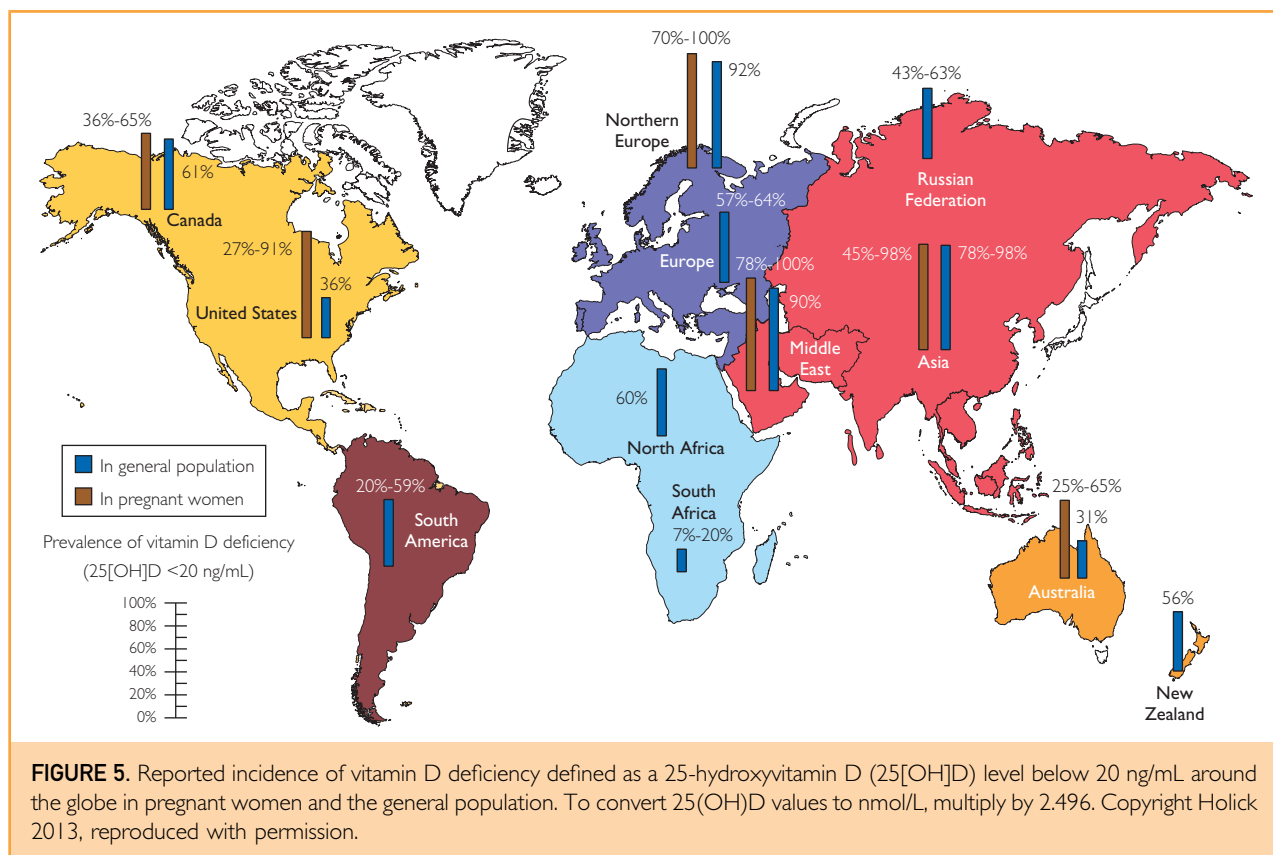 70%-100%
92%
Northern
Europe
43%-63%
Russian
Federation
36%-65%
61%
Canada
27%-91%
36%
United States
57%-64%
Europe
78%-100%
90%
Middle
East
45%-98%
78%-98%
Asia
60%
North Africa
South
Africa
7%-20%
20%-59%
South
America
25%-65%
31%
Australia
56%
New
Zealand
In general population
In pregnant women
Prevalence of vitamin D deficiency
(25[OH]D <20 ng/mL)
100%
80%
60%
40%
20%
0%
FIGURE 5. Reported incidence of vitamin D deficiency defined as a 25-hydroxyvitamin D (25[OH]D) level below 20 ng/mL around
the globe in pregnant women and the general population. To convert 25(OH)D values to nmol/L, multiply by 2.496. Copyright Holick
2013, reproduced with permission.